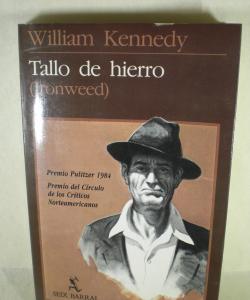 William Kennedy
Tallo de hierro
(Ironweed)
Premio Pulitzer 1984
Premio del Círculo
de los Críticos
Norteamericanos
SEIX BARRAL